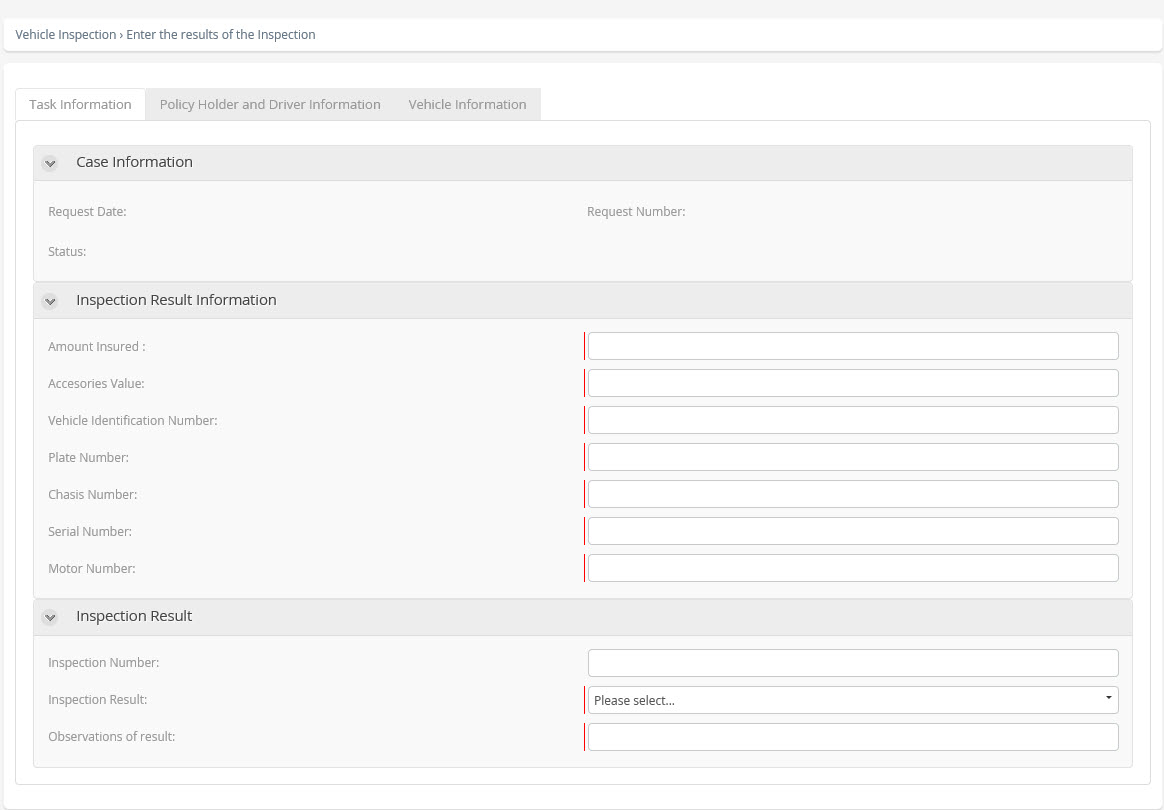 Vehicle Inspection › Enter the results of the Inspection
Task Information Policy Holder and Driver Information Vehicle Information
Case Information
Request Date: Request Number:
Status:
Inspection Result Information
Amount Insured :
Accesories Value:
Vehicle Identification Number:
Plate Number:
Chasis Number:
Serial Number:
Motor Number:
Inspection Result
Inspection Number:
Inspection Result: Please select...
Observations of result: